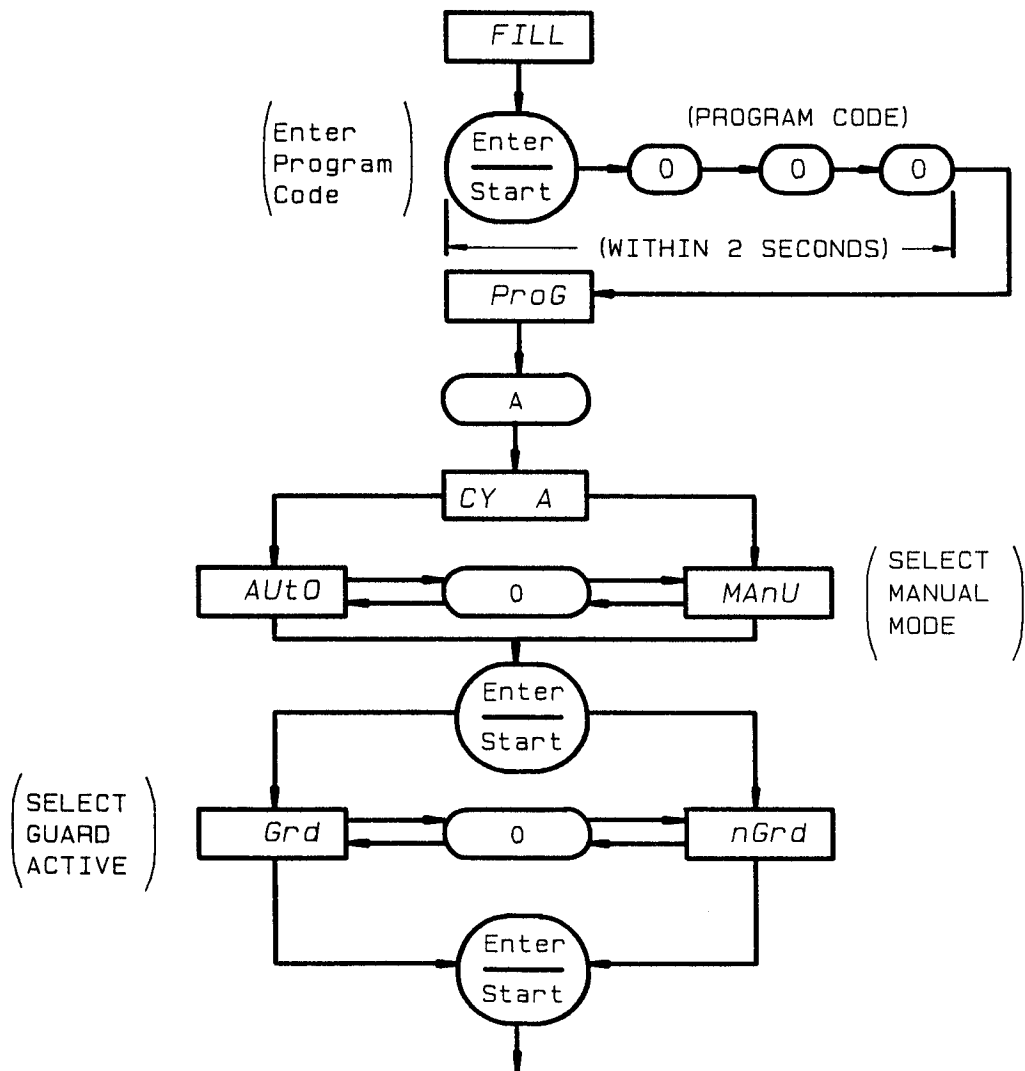 FILL
(Enter
Program
Code)
Enter
Start
(PROGRAM CODE)
0
0
0
(WITHIN 2 SECONDS)
ProG
A
CY A
AUtO
0
MAnU
(SELECT
MANUAL
MODE)
Enter
Start
(SELECT
GUARD
ACTIVE)
Grd
0
nGrd
Enter
Start